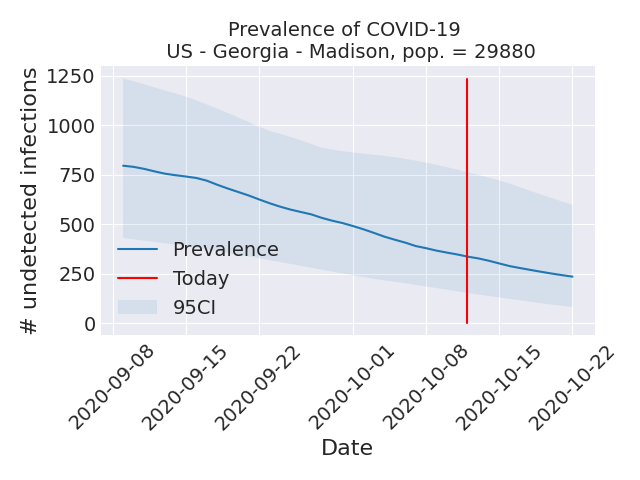 Prevalence of COVID-19
US - Georgia - Madison, pop. = 29880
# undetected infections
1250
1000
750
500
250
0
Prevalence
Today
95CI
2020-09-08
2020-09-15
2020-09-22
2020-10-01
2020-10-08
2020-10-15
2020-10-22
Date